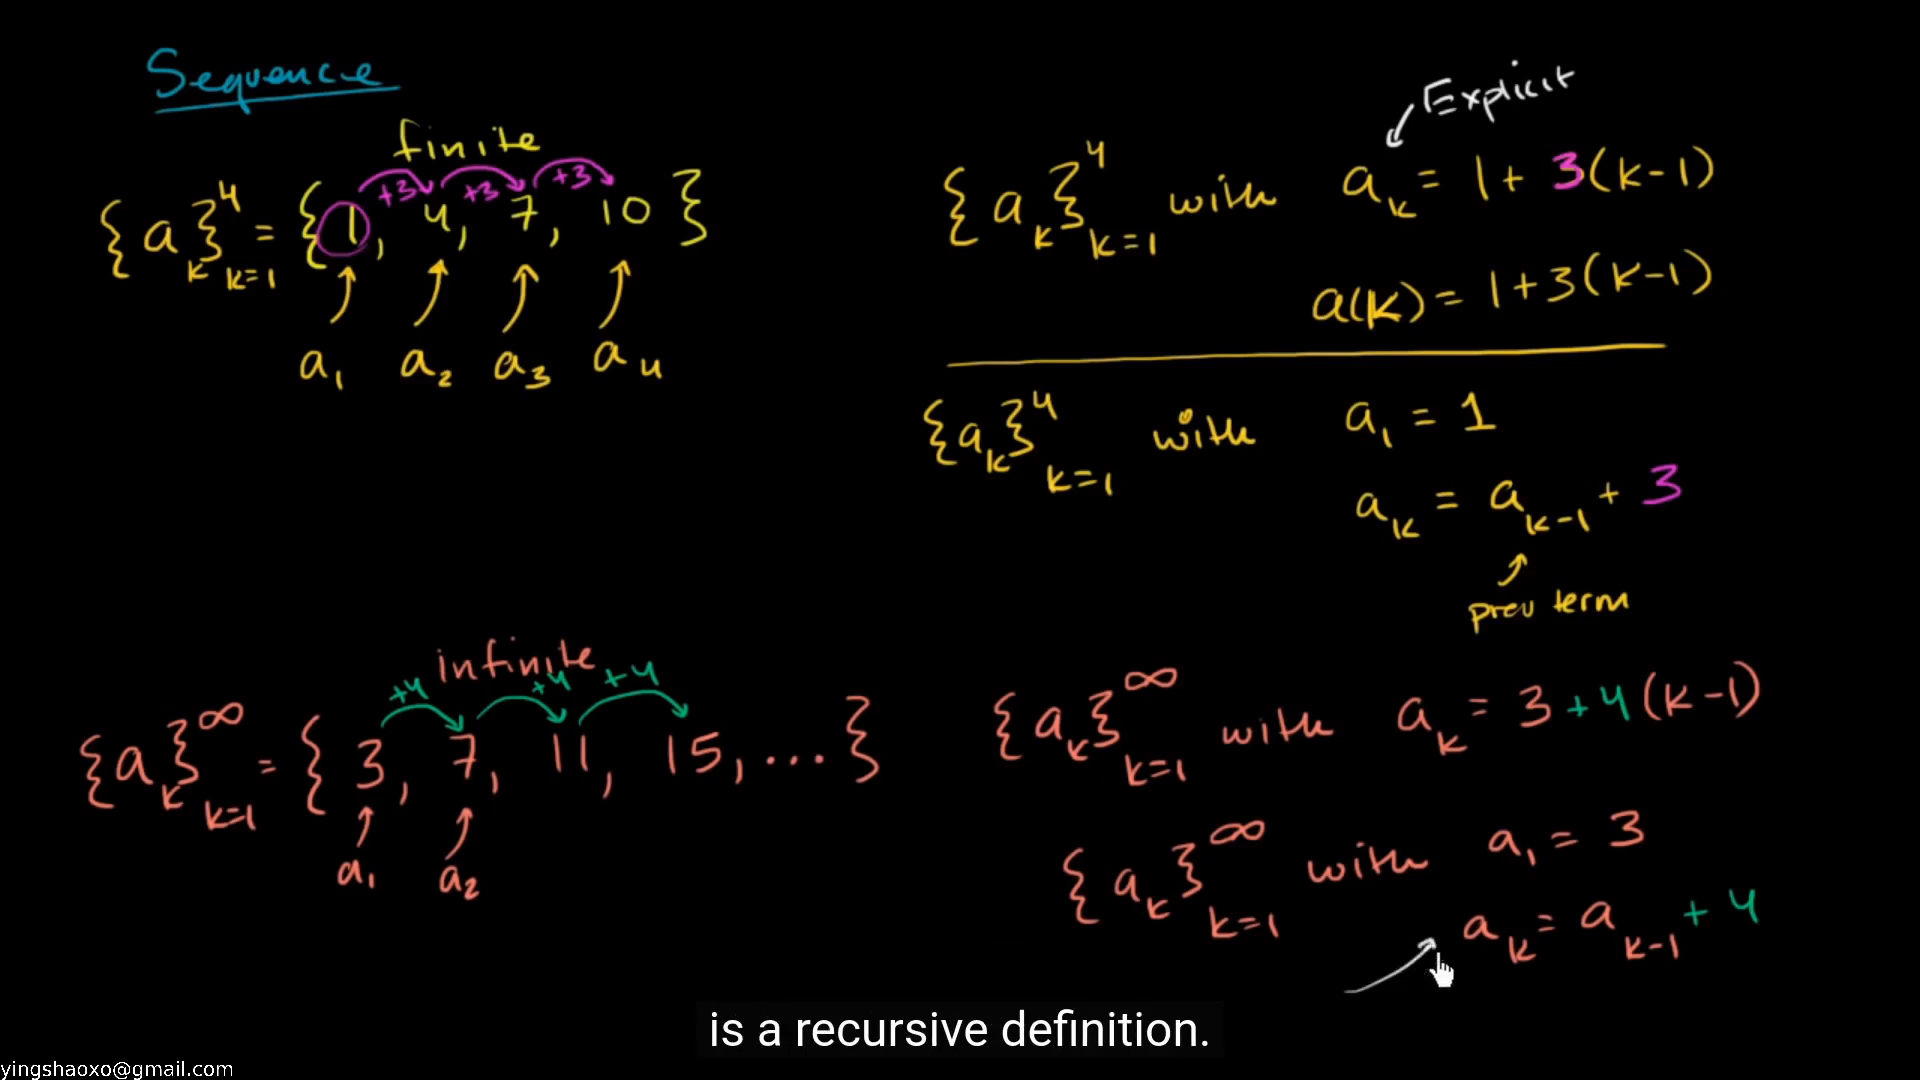 Sequence
finite
+3 +3 +3
{a_k}^4_{k=1} = {1, 4, 7, 10}
a_1 a_2 a_3 a_4
Explicit
{a_k}^4_{k=1} with a_k = 1 + 3(k-1)
a(k) = 1+3(k-1)
{a_k}^4_{k=1} with a_1 = 1
a_k = a_{k-1} + 3
prev term
infinite
+4 +4 +4
{a_k}^∞_{k=1} = {3, 7, 11, 15, ...}
a_1 a_2
{a_k}^∞_{k=1} with a_k = 3 +4(k-1)
{a_k}^∞_{k=1} with a_1 = 3
a_k = a_{k-1} + 4
is a recursive definition.
yingshaoxo@gmail.com